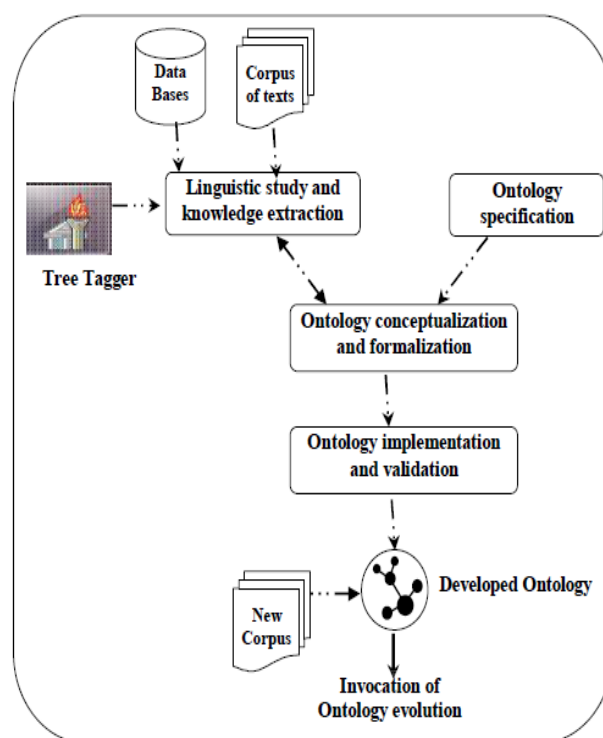 Data
Bases
Corpus
of texts
Linguistic study and
knowledge extraction
Ontology
specification
Tree Tagger
Ontology conceptualization
and formalization
Ontology implementation
and validation
Developed Ontology
New
Corpus
Invocation of
Ontology evolution